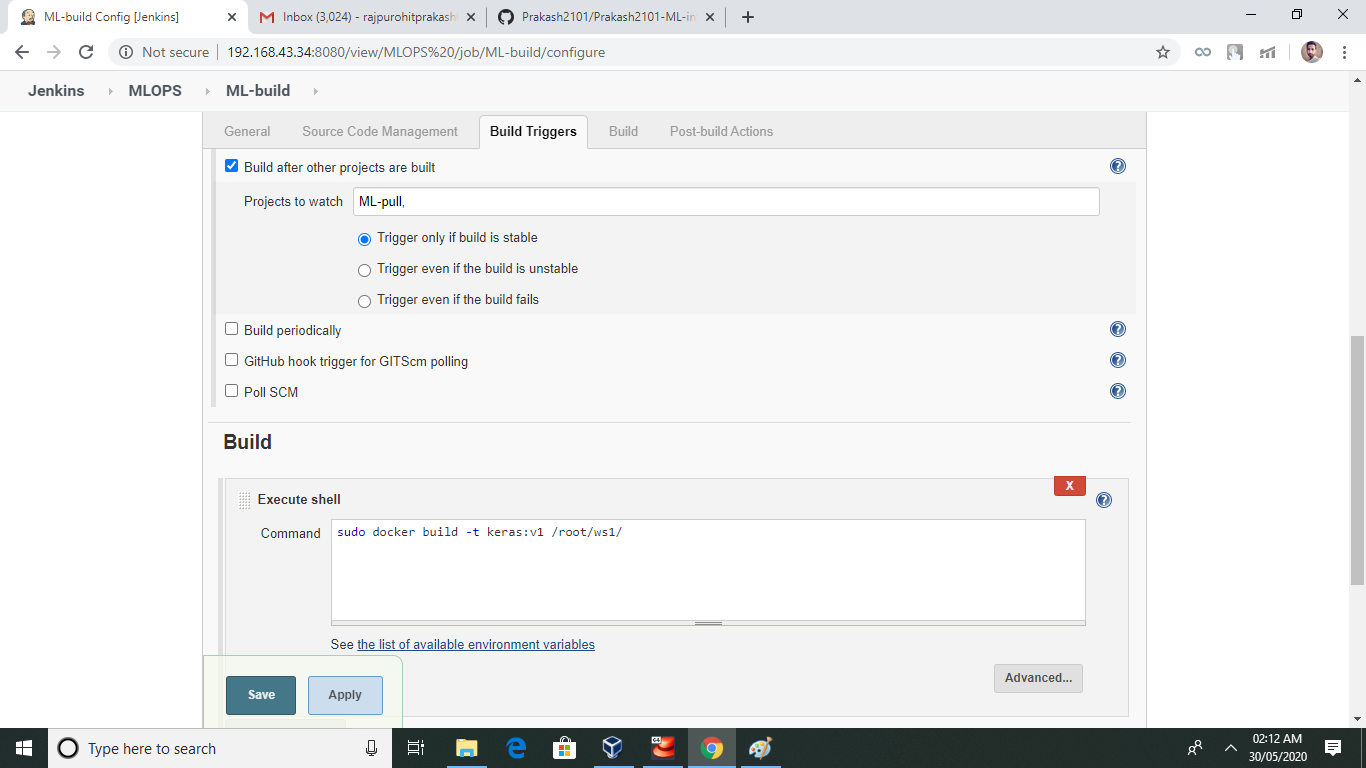 ML-build Config [Jenkins]
Inbox (3,024) - rajpurohitprakash
Prakash2101/Prakash2101-ML-in
Not secure
192.168.43.34:8080/view/MLOPS%20/job/ML-build/configure
Jenkins MLOPS ML-build
General Source Code Management Build Triggers Build Post-build Actions
Build after other projects are built
Projects to watch ML-pull,
Trigger only if build is stable
Trigger even if the build is unstable
Trigger even if the build fails
Build periodically
GitHub hook trigger for GITScm polling
Poll SCM
Build
X
Execute shell
Command sudo docker build -t keras:v1 /root/ws1/
See the list of available environment variables
Advanced...
Save Apply
Type here to search
02:12 AM
30/05/2020